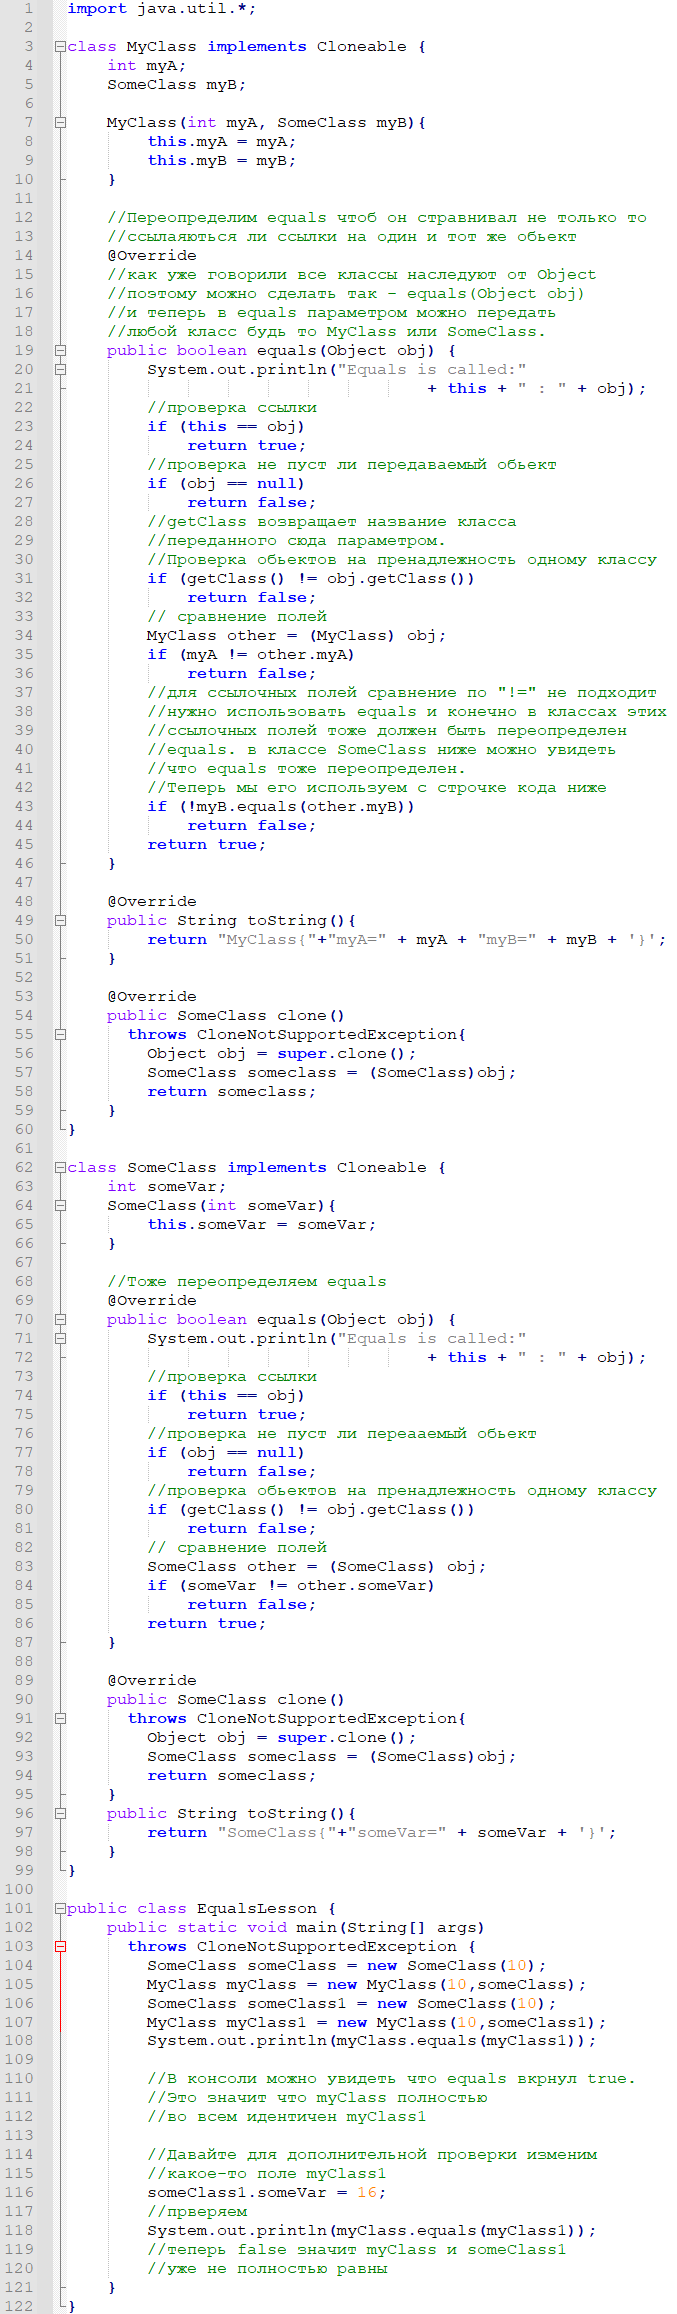 1 import java.util.*;
2
3 class MyClass implements Cloneable {
4     int myA;
5     SomeClass myB;
6
7     MyClass(int myA, SomeClass myB){
8         this.myA = myA;
9         this.myB = myB;
10     }
11
12     //Переопределим equals чтоб он стравнивал не только то
13     //ссылаяються ли ссылки на один и тот же обьект
14     @Override
15     //как уже говорили все классы наследуют от Object
16     //поэтому можно сделать так - equals(Object obj)
17     //и теперь в equals параметром можно передать
18     //любой класс будь то MyClass или SomeClass.
19     public boolean equals(Object obj) {
20         System.out.println("Equals is called:"
21                                     + this + " : " + obj);
22         //проверка ссылки
23         if (this == obj)
24             return true;
25         //проверка не пуст ли передаваемый обьект
26         if (obj == null)
27             return false;
28         //getClass возвращает название класса
29         //переданного сюда параметром.
30         //Проверка обьектов на пренадлежность одному классу
31         if (getClass() != obj.getClass())
32             return false;
33         // сравнение полей
34         MyClass other = (MyClass) obj;
35         if (myA != other.myA)
36             return false;
37         //для ссылочных полей сравнение по "!=" не подходит
38         //нужно использовать equals и конечно в классах этих
39         //ссылочных полей тоже должен быть переопределен
40         //equals. в классе SomeClass ниже можно увидеть
41         //что equals тоже переопределен.
42         //Теперь мы его используем с строчке кода ниже
43         if (!myB.equals(other.myB))
44             return false;
45         return true;
46     }
47
48     @Override
49     public String toString(){
50         return "MyClass{"+"myA=" + myA + "myB=" + myB + '}';
51     }
52
53     @Override
54     public SomeClass clone()
55       throws CloneNotSupportedException{
56         Object obj = super.clone();
57         SomeClass someclass = (SomeClass)obj;
58         return someclass;
59     }
60 }
61
62 class SomeClass implements Cloneable {
63     int someVar;
64     SomeClass(int someVar){
65         this.someVar = someVar;
66     }
67
68     //Тоже переопределяем equals
69     @Override
70     public boolean equals(Object obj) {
71         System.out.println("Equals is called:"
72                                     + this + " : " + obj);
73         //проверка ссылки
74         if (this == obj)
75             return true;
76         //проверка не пуст ли переааемый обьект
77         if (obj == null)
78             return false;
79         //проверка обьектов на пренадлежность одному классу
80         if (getClass() != obj.getClass())
81             return false;
82         // сравнение полей
83         SomeClass other = (SomeClass) obj;
84         if (someVar != other.someVar)
85             return false;
86         return true;
87     }
88
89     @Override
90     public SomeClass clone()
91       throws CloneNotSupportedException{
92         Object obj = super.clone();
93         SomeClass someclass = (SomeClass)obj;
94         return someclass;
95     }
96     public String toString(){
97         return "SomeClass{"+"someVar=" + someVar + '}';
98     }
99 }
100
101 public class EqualsLesson {
102     public static void main(String[] args)
103       throws CloneNotSupportedException {
104         SomeClass someClass = new SomeClass(10);
105         MyClass myClass = new MyClass(10,someClass);
106         SomeClass someClass1 = new SomeClass(10);
107         MyClass myClass1 = new MyClass(10,someClass1);
108         System.out.println(myClass.equals(myClass1));
109
110         //В консоли можно увидеть что equals вкрнул true.
111         //Это значит что myClass полностью
112         //во всем идентичен myClass1
113
114         //Давайте для дополнительной проверки изменим
115         //какое-то поле myClass1
116         someClass1.someVar = 16;
117         //прверяем
118         System.out.println(myClass.equals(myClass1));
119         //теперь false значит myClass и someClass1
120         //уже не полностью равны
121     }
122 }